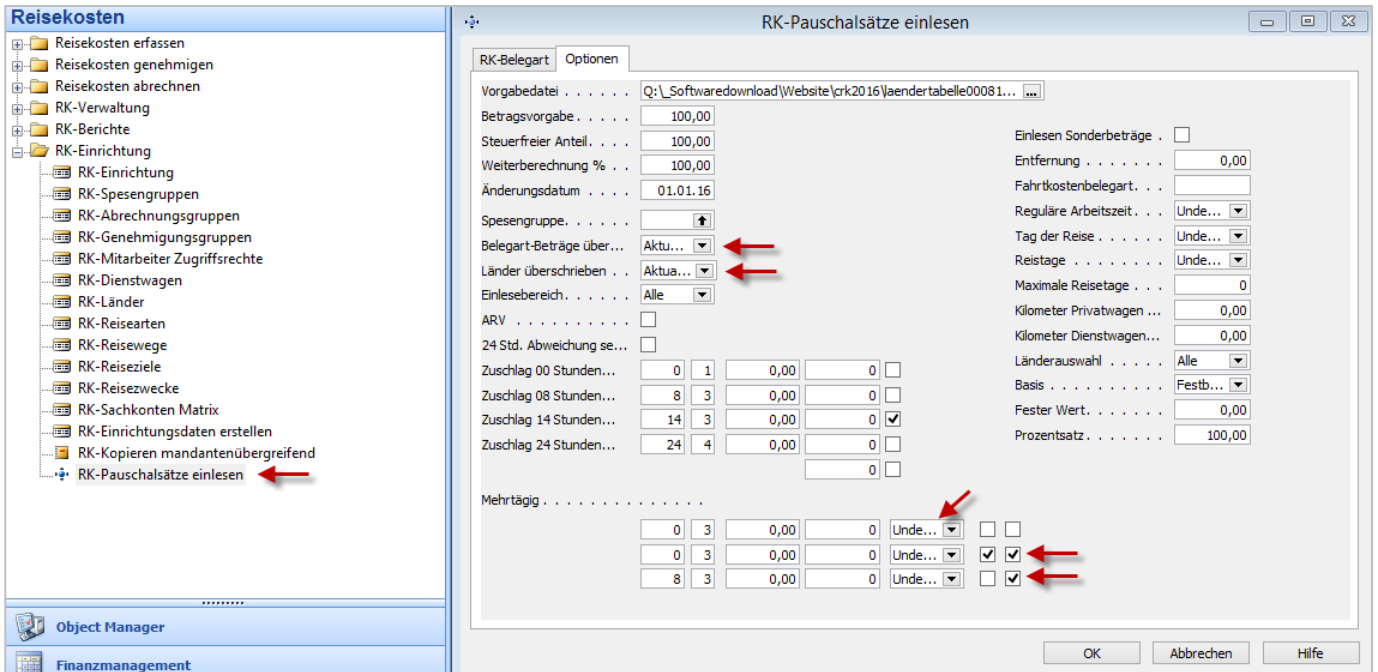 Reisekosten
Reisekosten erfassen
Reisekosten genehmigen
Reisekosten abrechnen
RK-Verwaltung
RK-Berichte
RK-Einrichtung
RK-Einrichtung
RK-Spesengruppen
RK-Abrechnungsgruppen
RK-Genehmigungsgruppen
RK-Mitarbeiter Zugriffsrechte
RK-Dienstwagen
RK-Länder
RK-Reisearten
RK-Reisewege
RK-Reiseziele
RK-Reisezwecke
RK-Sachkonten Matrix
RK-Einrichtungsdaten erstellen
RK-Kopieren mandantenübergreifend
RK-Pauschalsätze einlesen
Object Manager
Finanzmanagement
RK-Pauschalsätze einlesen
RK-Belegart Optionen
Vorgabedatei . . . . . . Q:\_Softwaredownload\Website\crk2016\laendertabelle00081... ...
Betragsvorgabe . . . . . 100,00
Steuerfreier Anteil. . . . 100,00
Weiterberechnung % . . 100,00
Änderungsdatum . . . . 01.01.16
Spesengruppe. . . . . .
Belegart-Beträge über... Aktu...
Länder überschrieben . . Aktua...
Einlesebereich. . . . . . Alle
ARV . . . . . . . . . .
24 Std. Abweichung se...
Zuschlag 00 Stunden... 0 1 0,00 0
Zuschlag 08 Stunden... 8 3 0,00 0
Zuschlag 14 Stunden... 14 3 0,00 0
Zuschlag 24 Stunden... 24 4 0,00 0
0
Mehrtägig . . . . . . . . . . . . . .
0 3 0,00 0 Unde...
0 3 0,00 0 Unde...
8 3 0,00 0 Unde...
Einlesen Sonderbeträge .
Entfernung . . . . . . . 0,00
Fahrtkostenbelegart. . .
Reguläre Arbeitszeit . . . Unde...
Tag der Reise . . . . . . Unde...
Reistage . . . . . . . . Unde...
Maximale Reisetage . . . 0
Kilometer Privatwagen ... 0,00
Kilometer Dienstwagen... 0,00
Länderauswahl . . . . . Alle
Basis . . . . . . . . . . Festb...
Fester Wert. . . . . . . 0,00
Prozentsatz . . . . . . . 100,00
OK Abbrechen Hilfe